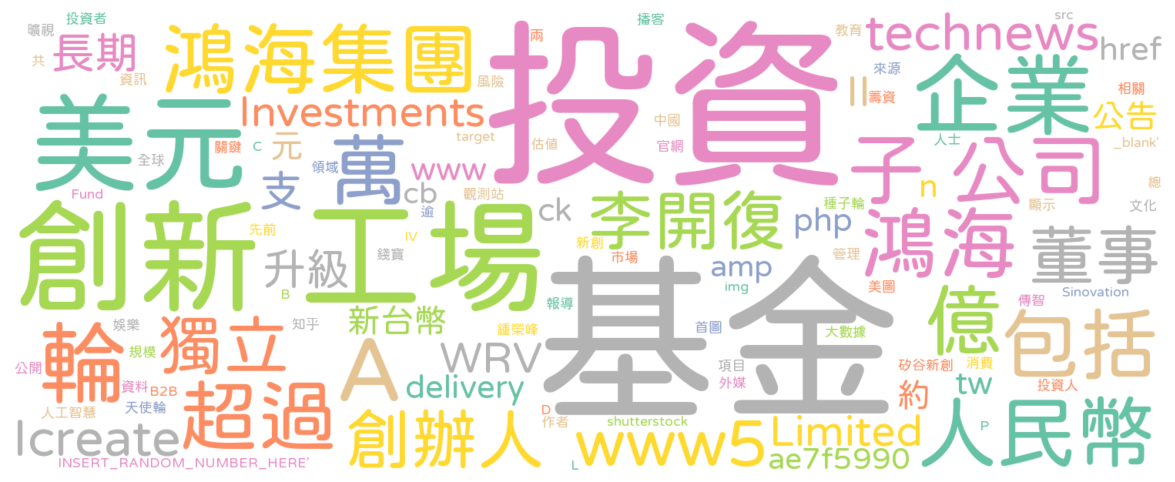 投資者
播客
src
曠視
教育
technews
共
長期
鴻海集團
兩
投資
href
資訊
風險
來源
企業
II
籌資
相關
美元
Investments
中國
公告
target
估值
官網
人士
_blank'
關鍵
C
元
萬
子公司
全球
領域
www
Fund
支
cb
觀測站
n
總
創新工場
逾
ck
李開復
種子輪
php
鴻海
顯示
文化
先前
IV
新創
董事
升級
錢寶
市場
amp
管理
基金
img
美圖
Sinovation
B
億
傳智
報導
新台幣
鍾榮峰
首圖
大數據
包括
輪
獨立
娛樂
知乎
規模
A
WRV
項目
矽谷新創
消費
公開
資料
B2B
超過
delivery
外媒
約
tw
投資人
人工智慧
天使輪
創辦人
D
作者
shutterstock
www5
Limited
P
人民幣
Icreate
INSERT_RANDOM_NUMBER_HERE'
L
ae7f5990